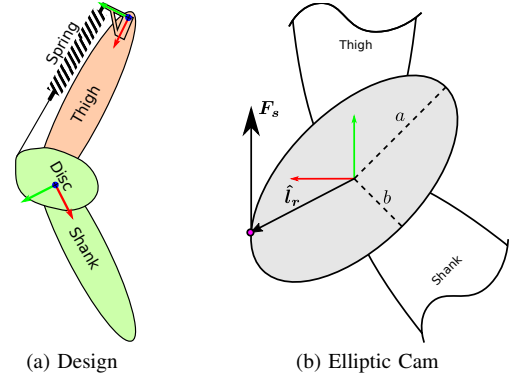 Spring
Thigh
Disc
Shank
(a) Design
Thigh
F_s
a
l̂_r
b
Shank
(b) Elliptic Cam